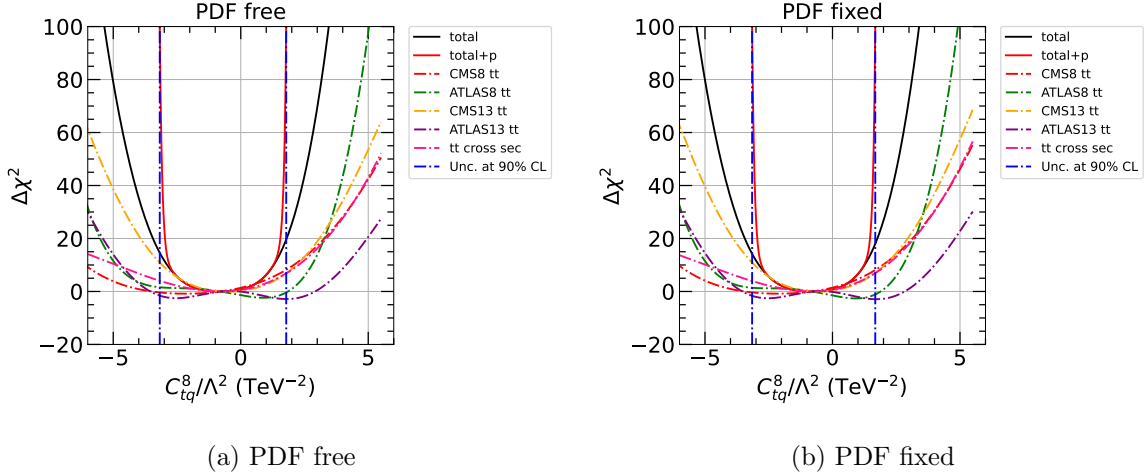 PDF free
100
80
60
40
20
0
−20
Δχ²
−5
0
5
C⁸tq/Λ² (TeV⁻²)
total
total+p
CMS8 tt
ATLAS8 tt
CMS13 tt
ATLAS13 tt
tt cross sec
Unc. at 90% CL
(a) PDF free
PDF fixed
100
80
60
40
20
0
−20
Δχ²
−5
0
5
C⁸tq/Λ² (TeV⁻²)
total
total+p
CMS8 tt
ATLAS8 tt
CMS13 tt
ATLAS13 tt
tt cross sec
Unc. at 90% CL
(b) PDF fixed